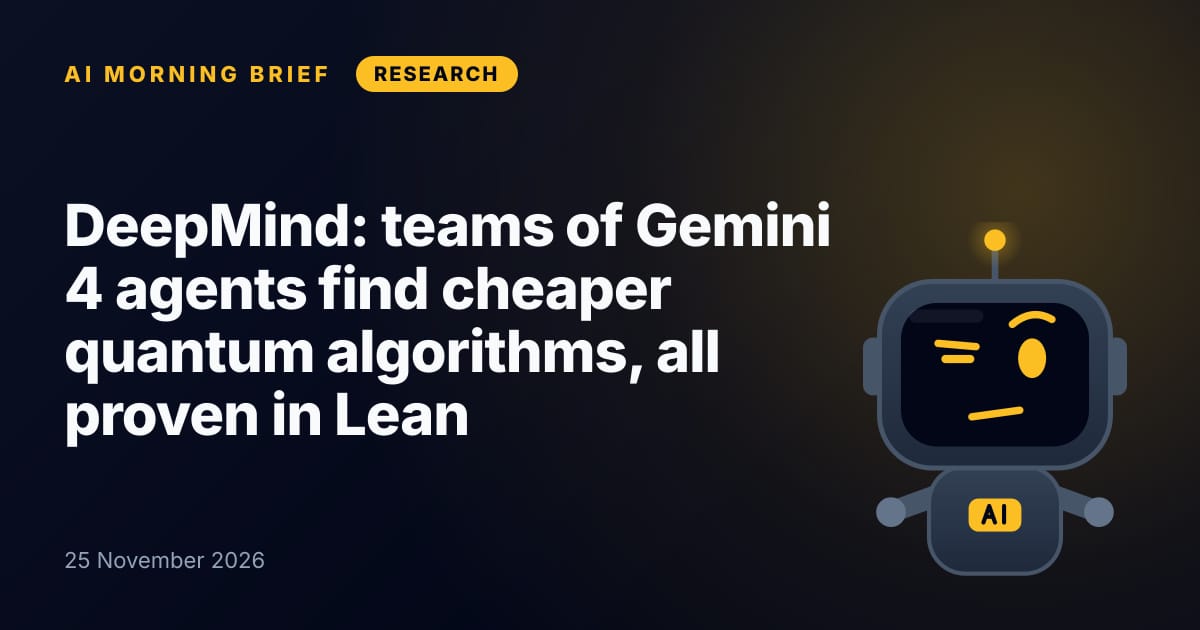 AI MORNING BRIEF
RESEARCH
DeepMind: teams of Gemini
4 agents find cheaper
quantum algorithms, all
proven in Lean
AI
25 November 2026